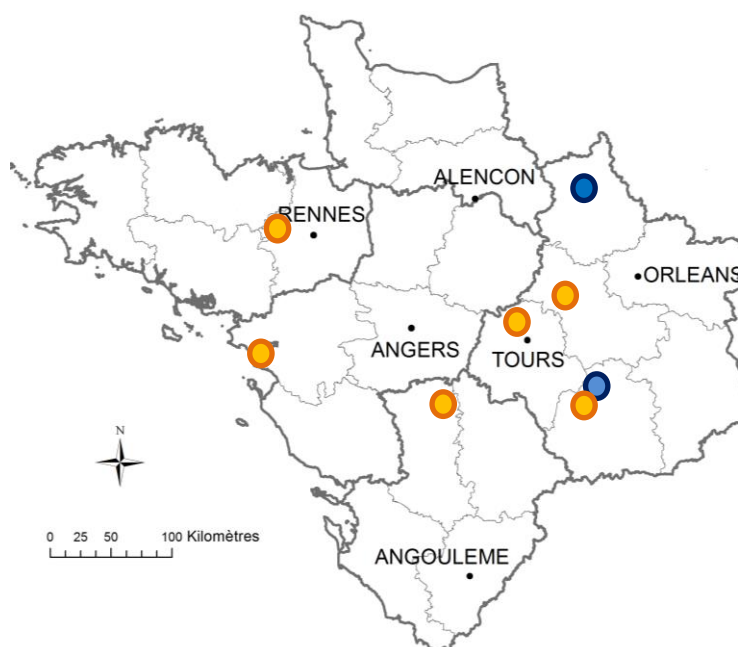 ALENCON
RENNES
ORLEANS
ANGERS
TOURS
N
0 25 50 100 Kilomètres
ANGOULEME